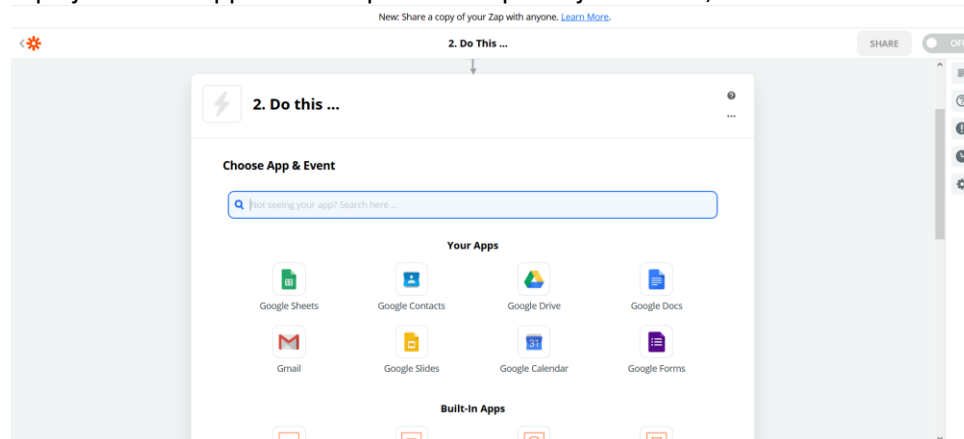 New: Share a copy of your Zap with anyone. Learn More.
2. Do This ...
SHARE
OFF
2. Do this ...
Choose App & Event
Not seeing your app? Search here ...
Your Apps
Google Sheets Google Contacts Google Drive Google Docs
31
Gmail Google Slides Google Calendar Google Forms
Built-In Apps